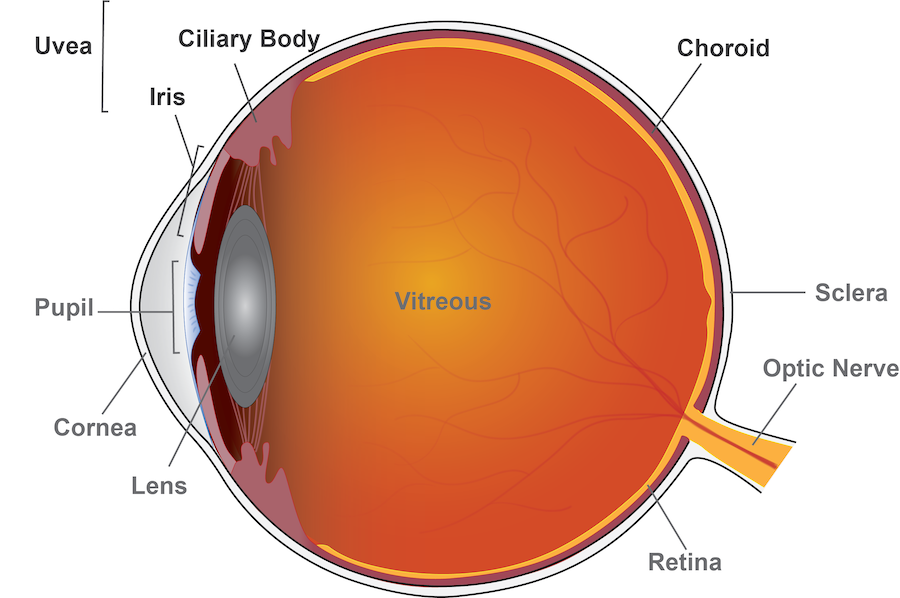 Uvea
Ciliary Body
Choroid
Iris
Vitreous
Sclera
Pupil
Optic Nerve
Cornea
Lens
Retina